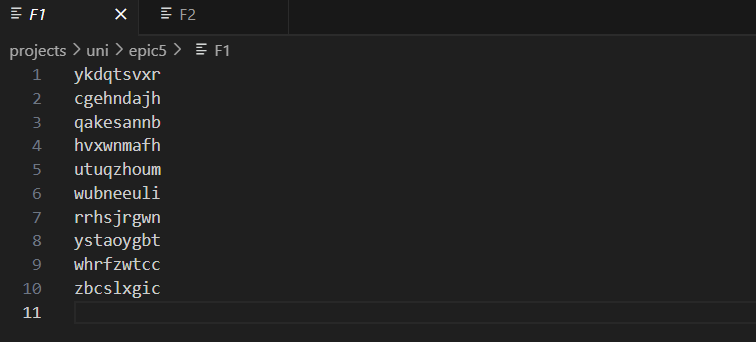 F1 × F2
projects > uni > epic5 > F1
1 ykdqtsvxr
2 cgehndajh
3 qakesannb
4 hvxwnmafh
5 utuqzhoum
6 wubneeuli
7 rrhsjrgwn
8 ystaoygbt
9 whrfzwtcc
10 zbcslxgic
11